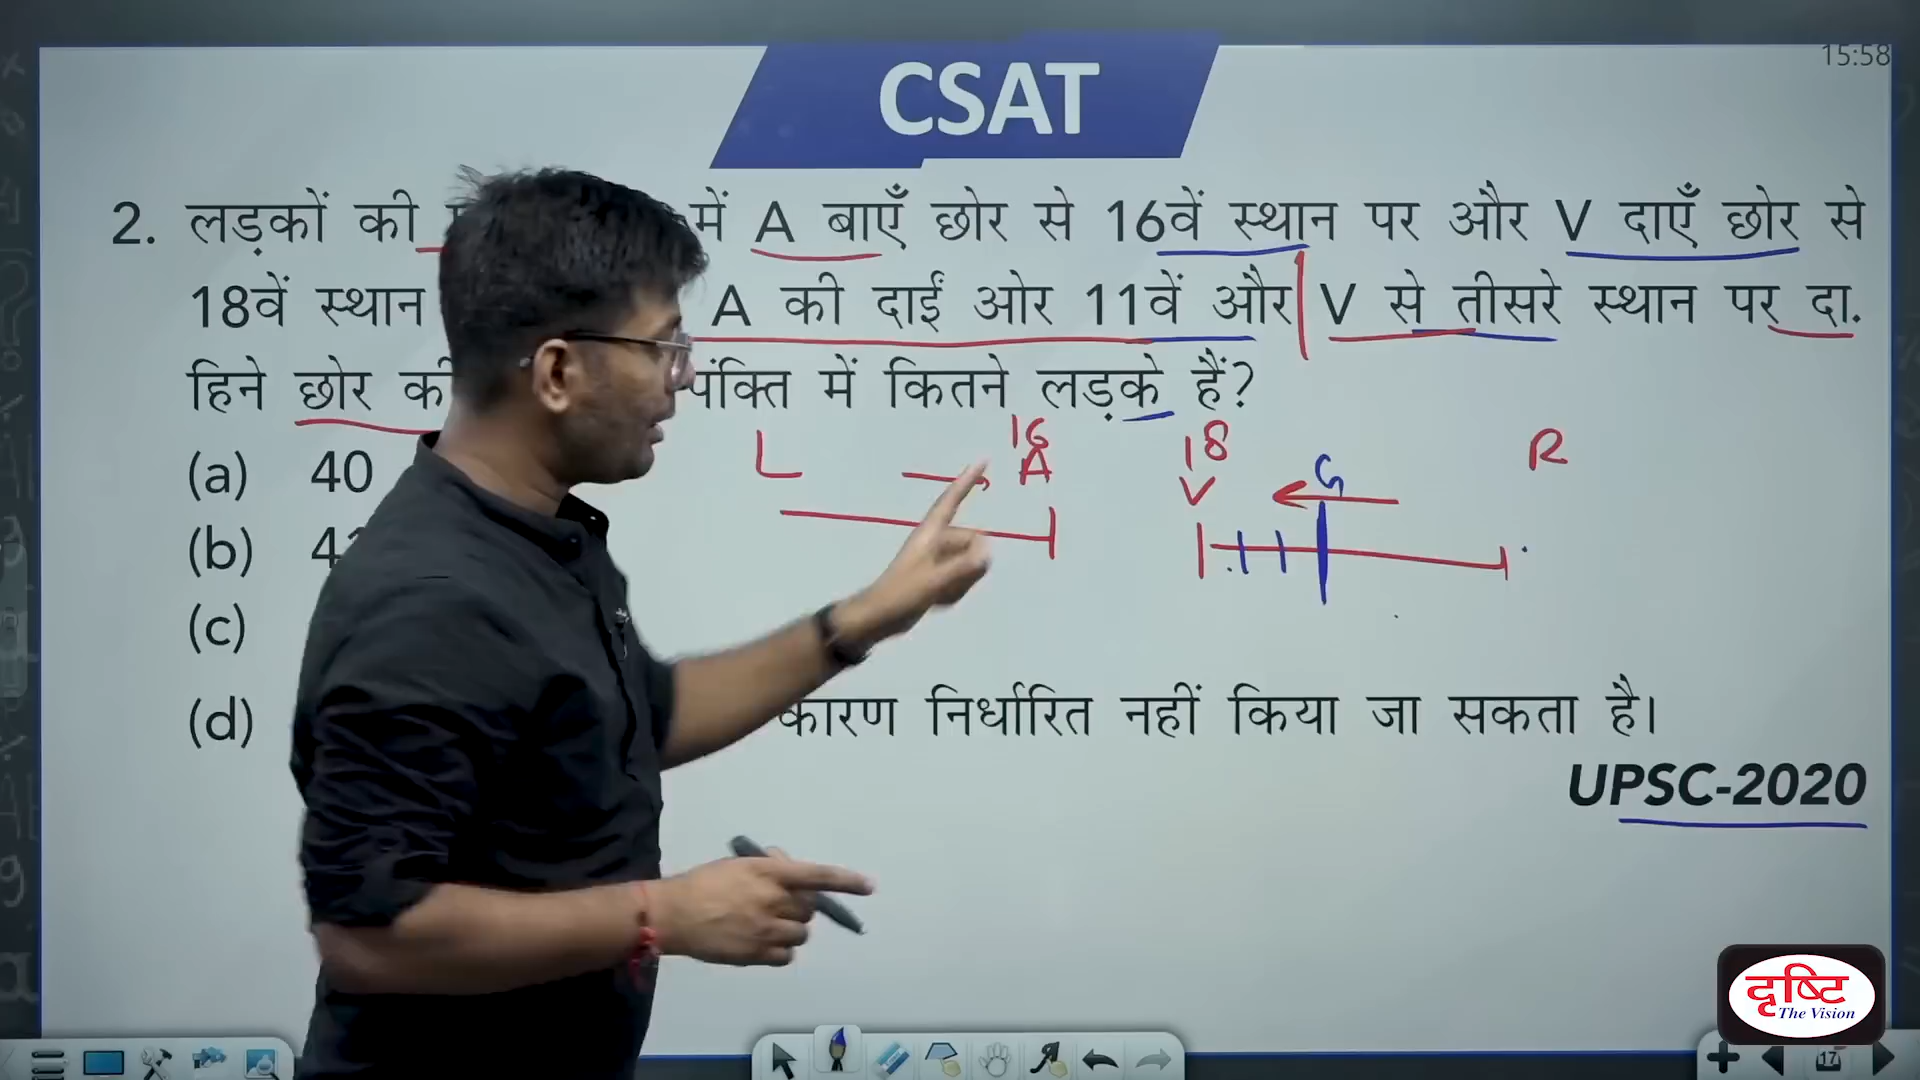 CSAT
15:58
2. लड़कों की में A बाएँ छोर से 16वें स्थान पर और V दाएँ छोर से
18वें स्थान A की दाईं ओर 11वें और V से तीसरे स्थान पर दा.
हिने छोर की पंक्ति में कितने लड़के हैं?
L 16 A 18 V G R
(a) 40
(b)
(c)
(d) कारण निर्धारित नहीं किया जा सकता है।
UPSC-2020
दृष्टि
The Vision
17